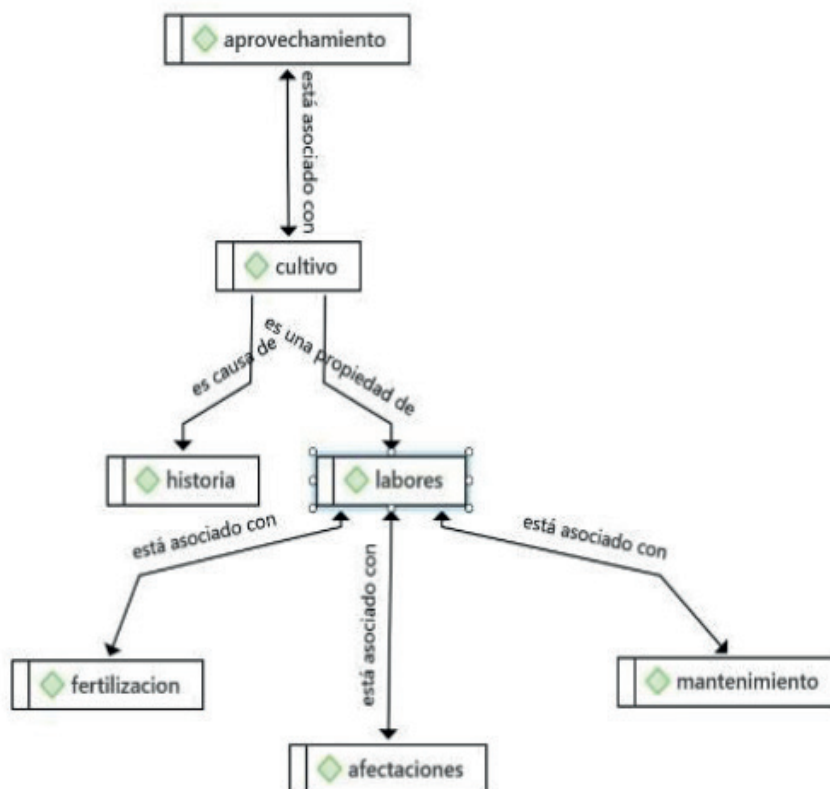 aprovechamiento
está asociado con
cultivo
es causa de
es una propiedad de
historia
labores
está asociado con
está asociado con
está asociado con
fertilizacion
mantenimiento
afectaciones